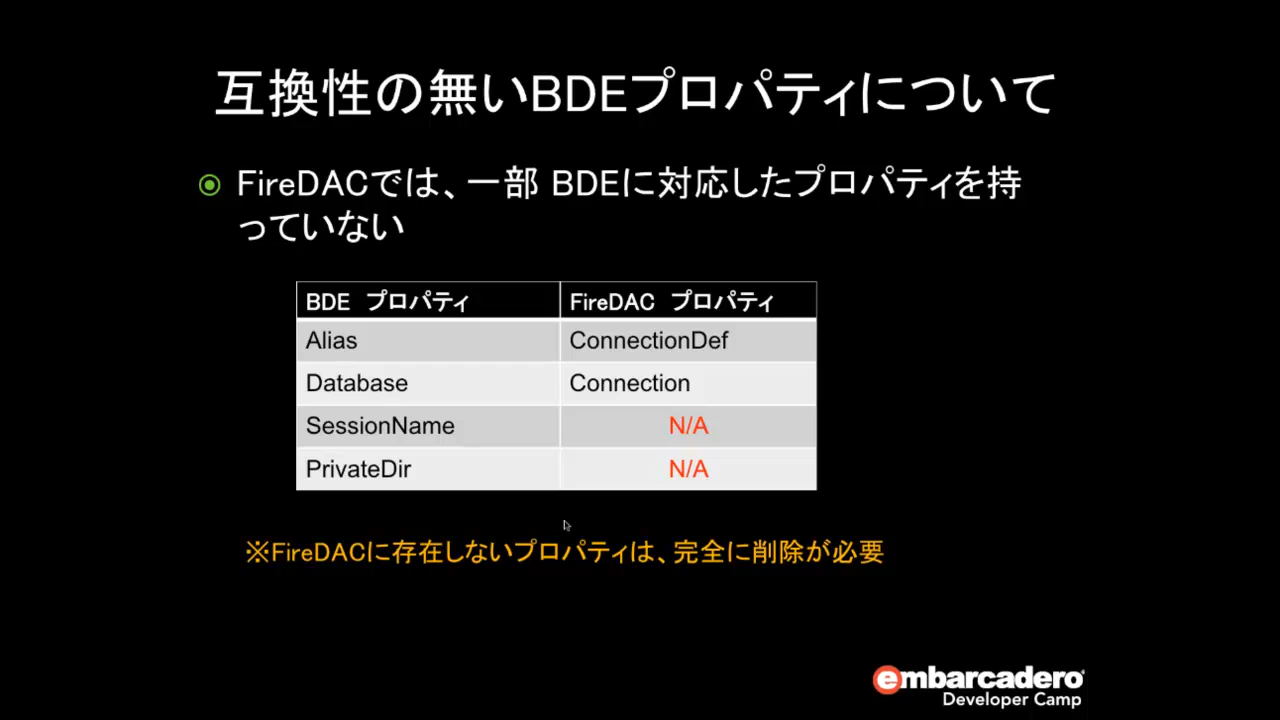 互換性の無いBDEプロパティについて
FireDACでは、一部 BDEに対応したプロパティを持
っていない
BDE プロパティ FireDAC プロパティ
Alias ConnectionDef
Database Connection
SessionName N/A
PrivateDir N/A
※FireDACに存在しないプロパティは、完全に削除が必要
embarcadero
Developer Camp